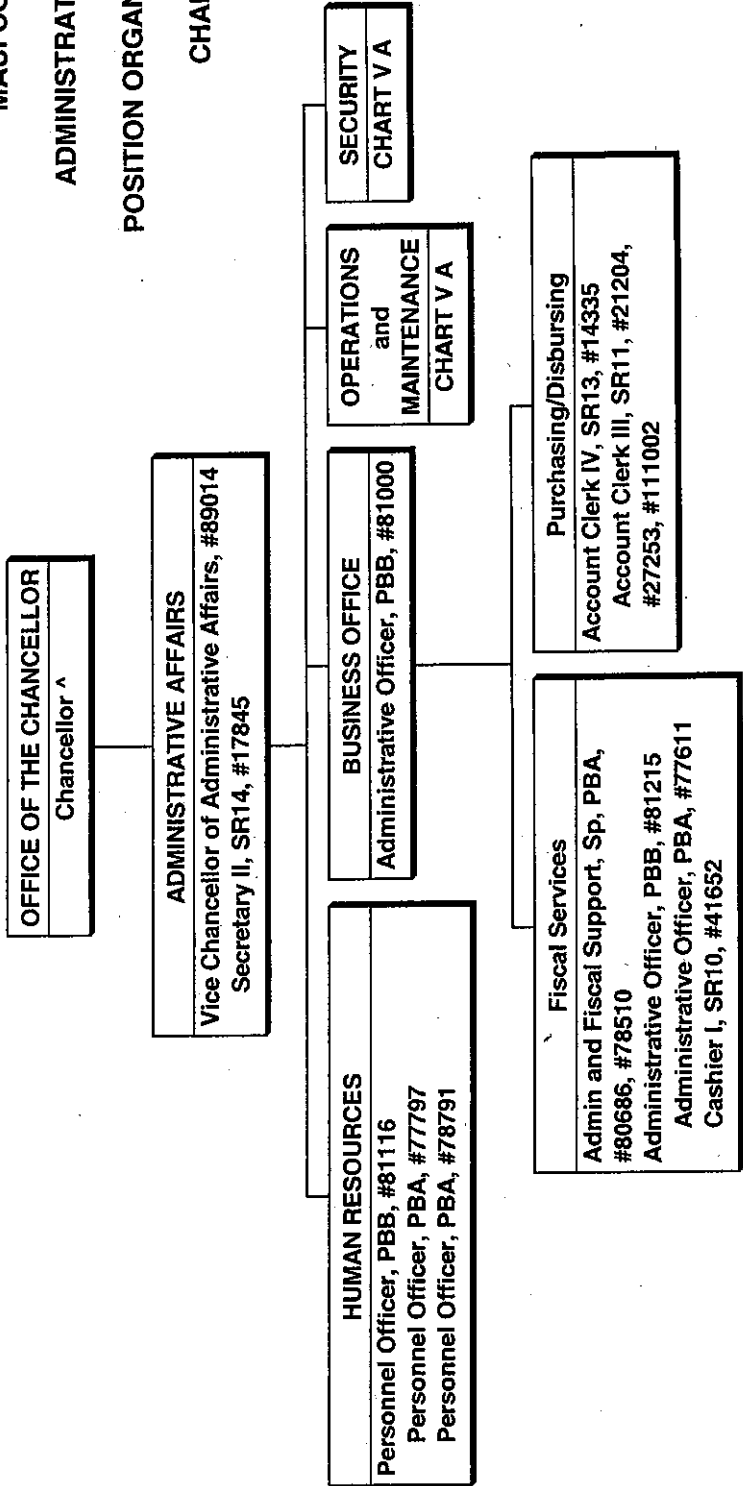 ADMINISTRAT
POSITION ORGAN
OFFICE OF THE CHANCELLOR
Chancellor ^
ADMINISTRATIVE AFFAIRS
Vice Chancellor of Administrative Affairs, #89014
Secretary II, SR14, #17845
HUMAN RESOURCES
Personnel Officer, PBB, #81116
Personnel Officer, PBA, #77797
Personnel Officer, PBA, #78791
BUSINESS OFFICE
Administrative Officer, PBB, #81000
OPERATIONS
and
MAINTENANCE
CHART V A
SECURITY
CHART V A
Fiscal Services
Admin and Fiscal Support, Sp, PBA,
#80686, #78510
Administrative Officer, PBB, #81215
Administrative Officer, PBA, #77611
Cashier I, SR10, #41652
Purchasing/Disbursing
Account Clerk IV, SR13, #14335
Account Clerk III, SR11, #21204,
#27253, #111002